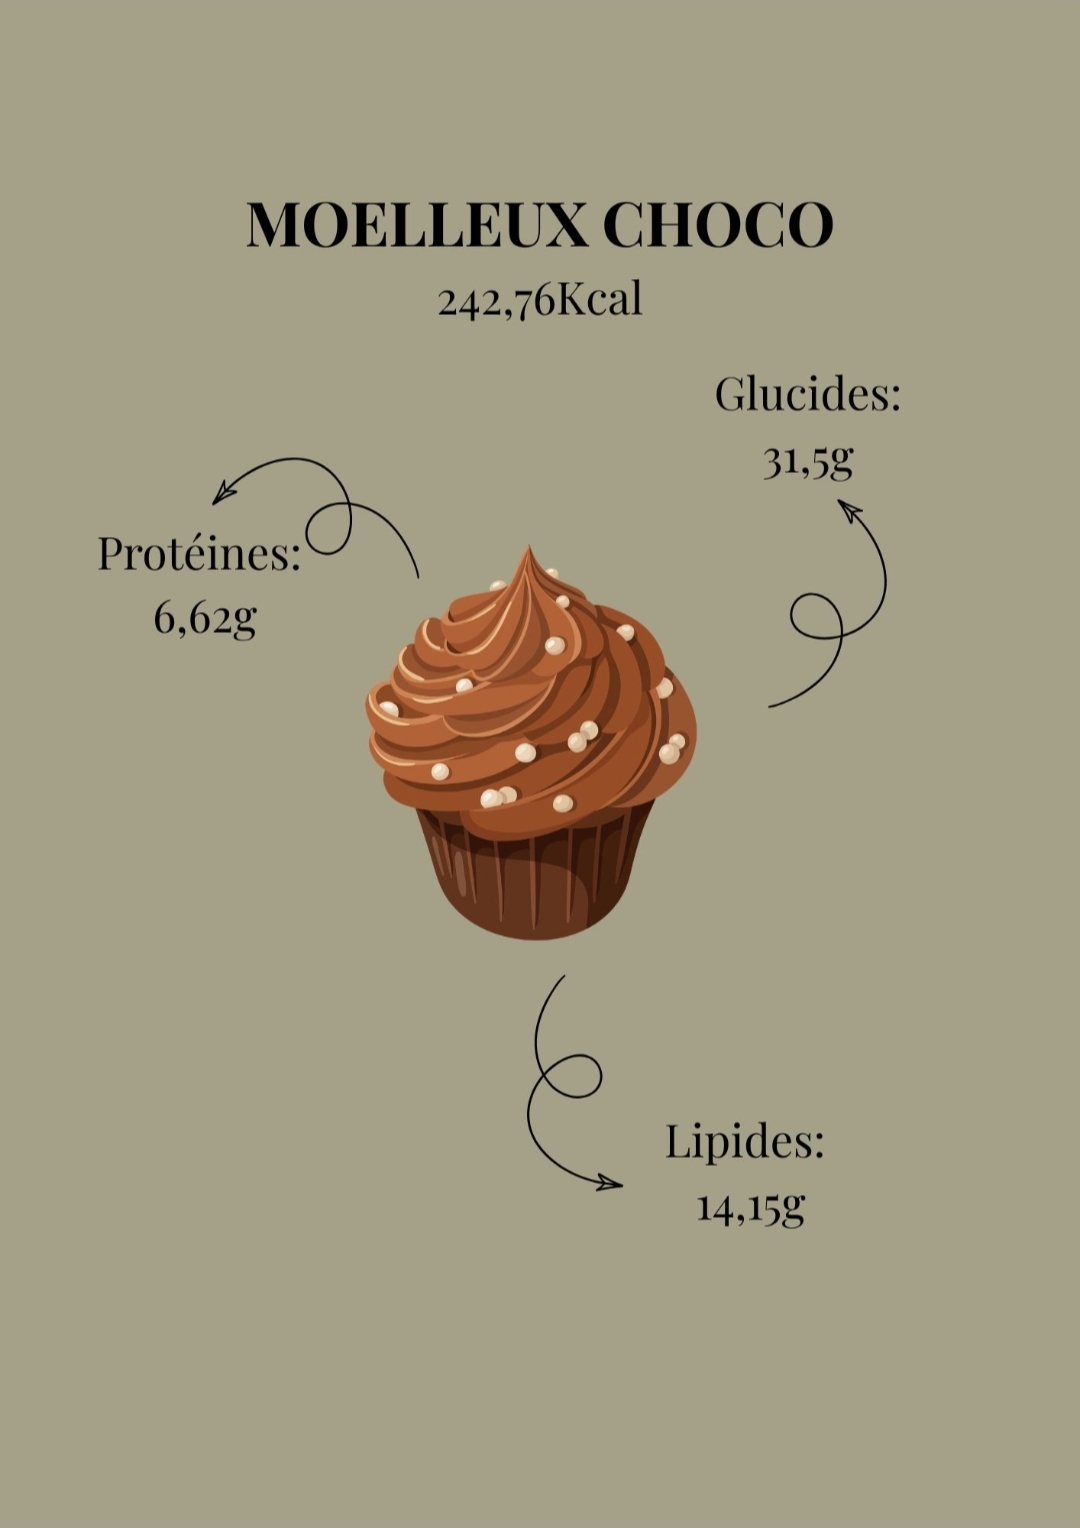 MOELLEUX CHOCO
242,76Kcal
Glucides:
31,5g
Protéines:
6,62g
Lipides:
14,15g